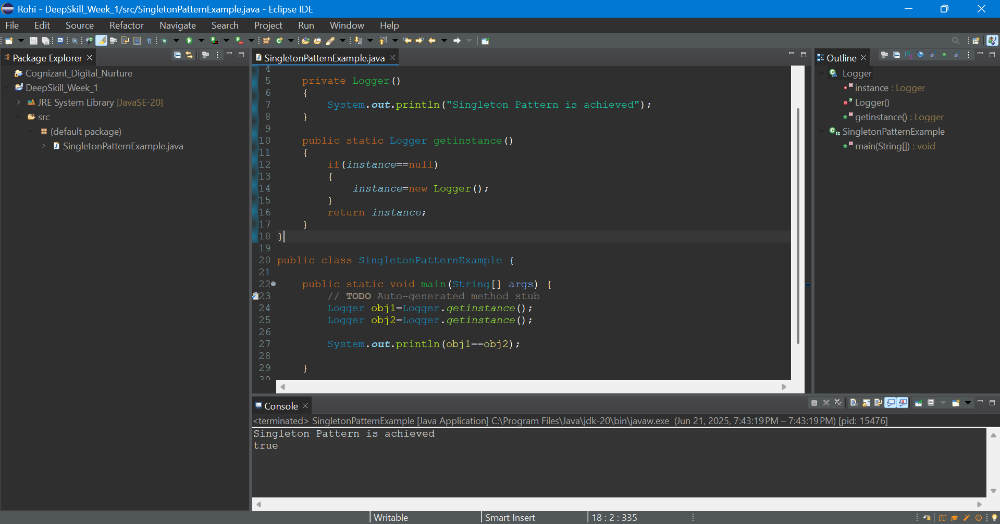 Rohi - DeepSkill_Week_1/src/SingletonPatternExample.java - Eclipse IDE
File Edit Source Refactor Navigate Search Project Run Window Help
Package Explorer
Cognizant_Digital_Nurture
DeepSkill_Week_1
JRE System Library [JavaSE-20]
src
(default package)
SingletonPatternExample.java
SingletonPatternExample.java
4
5 private Logger()
6 {
7 System.out.println("Singleton Pattern is achieved");
8 }
9
10 public static Logger getinstance()
11 {
12 if(instance==null)
13 {
14 instance=new Logger();
15 }
16 return instance;
17 }
18 }
19
20 public class SingletonPatternExample {
21
22 public static void main(String[] args) {
23 // TODO Auto-generated method stub
24 Logger obj1=Logger.getinstance();
25 Logger obj2=Logger.getinstance();
26
27 System.out.println(obj1==obj2);
28
29 }
30
Outline
Logger
instance : Logger
Logger()
getinstance() : Logger
SingletonPatternExample
main(String[]) : void
Console
<terminated> SingletonPatternExample [Java Application] C:\Program Files\Java\jdk-20\bin\javaw.exe (Jun 21, 2025, 7:43:19 PM – 7:43:19 PM) [pid: 15476]
Singleton Pattern is achieved
true
Writable Smart Insert 18 : 2 : 335